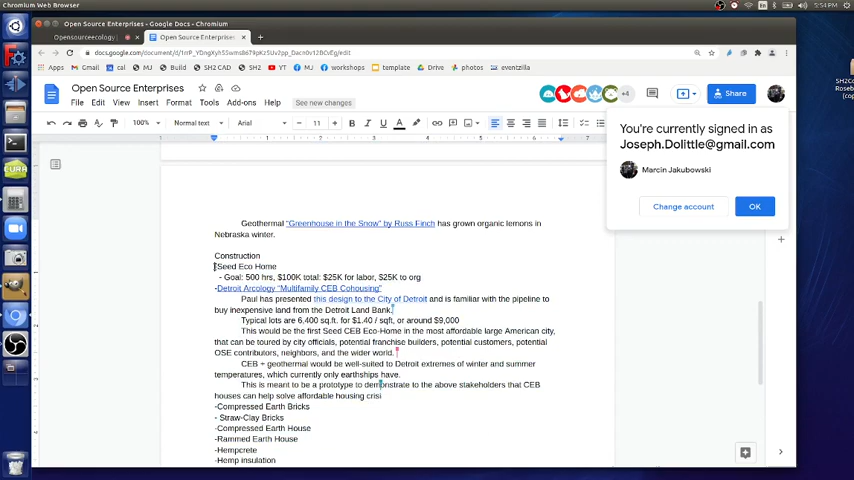 Chromium Web Browser
En
5:54 PM
Open Source Enterprises - Google Docs - Chromium
Opensourceecology
Open Source Enterprises
docs.google.com/document/d/
/edit
Apps
Gmail
cal
MJ
Build
SH2 CAD
SH2
YT
FJ
workshops
template
Drive
photos
eventzilla
Open Source Enterprises
File
Edit
View
Insert
Format
Tools
Add-ons
Help
See new changes
+4
Share
100%
Normal text
Arial
11
B
I
U
A
You're currently signed in as
Joseph.Dolittle@gmail.com
Marcin Jakubowski
Change account
OK
Geothermal “Greenhouse in the Snow” by Russ Finch has grown organic lemons in
Nebraska winter.
Construction
Seed Eco Home
- Goal: 500 hrs, $100K total: $25K for labor, $25K to org
-Detroit Arcology “Multifamily CEB Cohousing”
Paul has presented this design to the City of Detroit and is familiar with the pipeline to
buy inexpensive land from the Detroit Land Bank.
Typical lots are 6,400 sq.ft. for $1.40 / sqft, or around $9,000
This would be the first Seed CEB Eco-Home in the most affordable large American city,
that can be toured by city officials, potential franchise builders, potential customers, potential
OSE contributors, neighbors, and the wider world.
CEB + geothermal would be well-suited to Detroit extremes of winter and summer
temperatures, which currently only earthships have.
This is meant to be a prototype to demonstrate to the above stakeholders that CEB
houses can help solve affordable housing crisi
-Compressed Earth Bricks
- Straw-Clay Bricks
-Compressed Earth House
-Rammed Earth House
-Hempcrete
-Hemp insulation
CURA